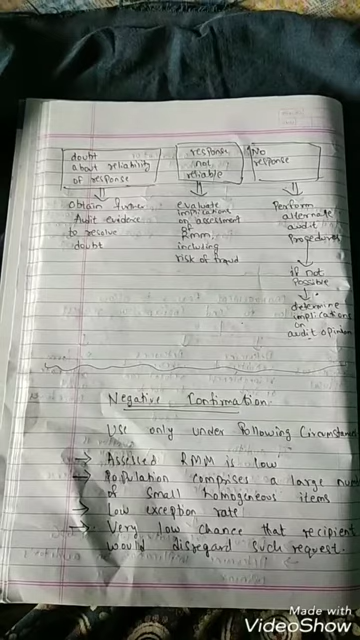 doubt
about reliability
of response
response
not
reliable
No
response
obtain further
Audit evidence
to resolve
doubt
evaluate
implications
on assessment
of
RMM,
including
risk of fraud
Perform
alternate
audit
procedures
if not
possible
determine
implications
on
audit opinion
Negative Confirmation
Use only under following Circumstances
→ Assessed RMM is low
→ Population comprises a large num
of small homogeneous items
→ Low exception rate
→ Very low chance that recipient
would disregard such request.
Made with
VideoShow